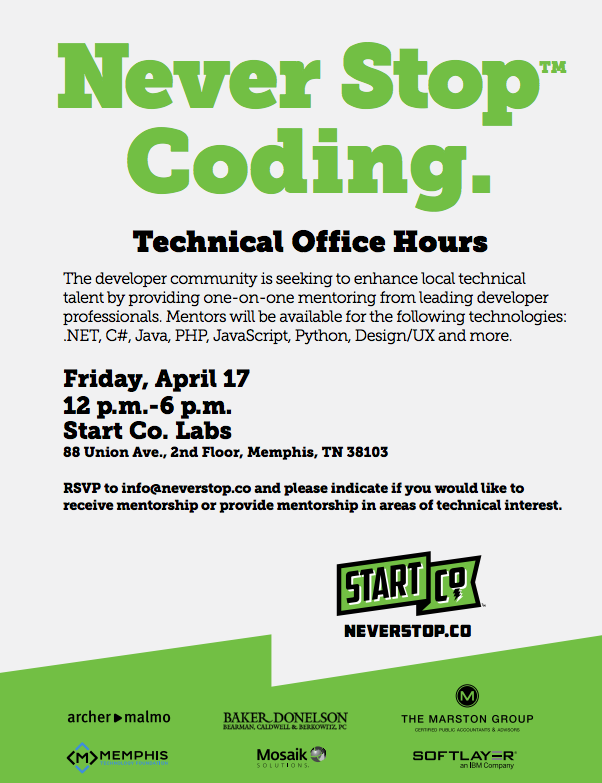 Never Stop™
Coding.
Technical Office Hours
The developer community is seeking to enhance local technical
talent by providing one-on-one mentoring from leading developer
professionals. Mentors will be available for the following technologies:
.NET, C#, Java, PHP, JavaScript, Python, Design/UX and more.
Friday, April 17
12 p.m.-6 p.m.
Start Co. Labs
88 Union Ave., 2nd Floor, Memphis, TN 38103
RSVP to info@neverstop.co and please indicate if you would like to
receive mentorship or provide mentorship in areas of technical interest.
START CO
NEVERSTOP.CO
archer malmo
BAKER DONELSON
BEARMAN, CALDWELL & BERKOWITZ, PC
M
THE MARSTON GROUP
CERTIFIED PUBLIC ACCOUNTANTS & ADVISORS
M MEMPHIS
TECHNOLOGY FOUNDATION
Mosaik
SOLUTIONS.
SOFTLAYER®
an IBM Company